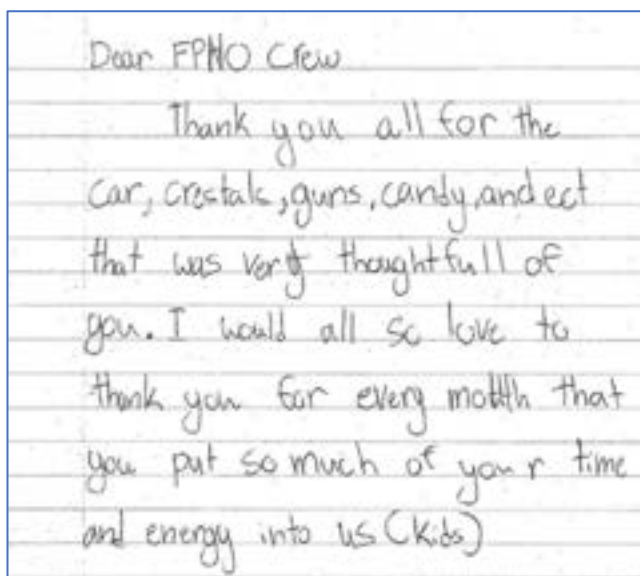 Dear FPNO Crew
Thank you all for the
car, crestals, guns, candy, and ect
that was very thoughtfull of
you. I would all so love to
thank you for every month that
you put so much of your time
and energy into us (Kids)